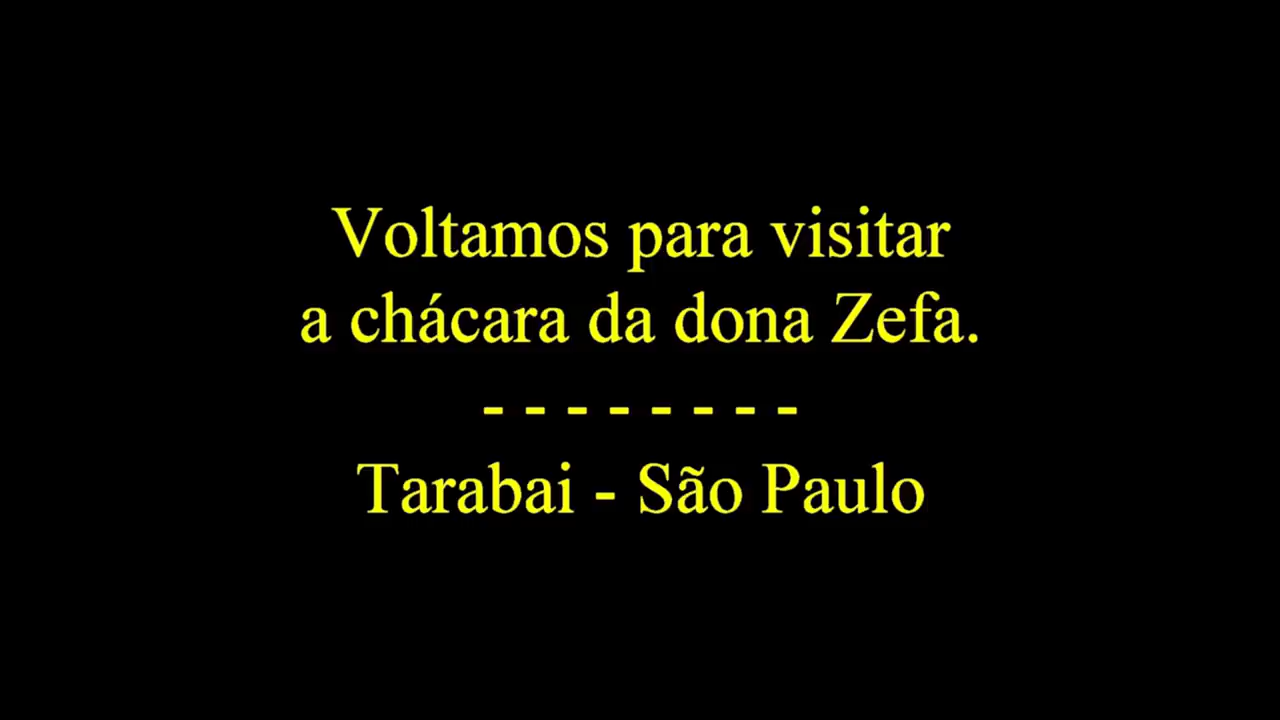 Voltamos para visitar
a chácara da dona Zefa.
- - - - - - - -
Tarabai - São Paulo